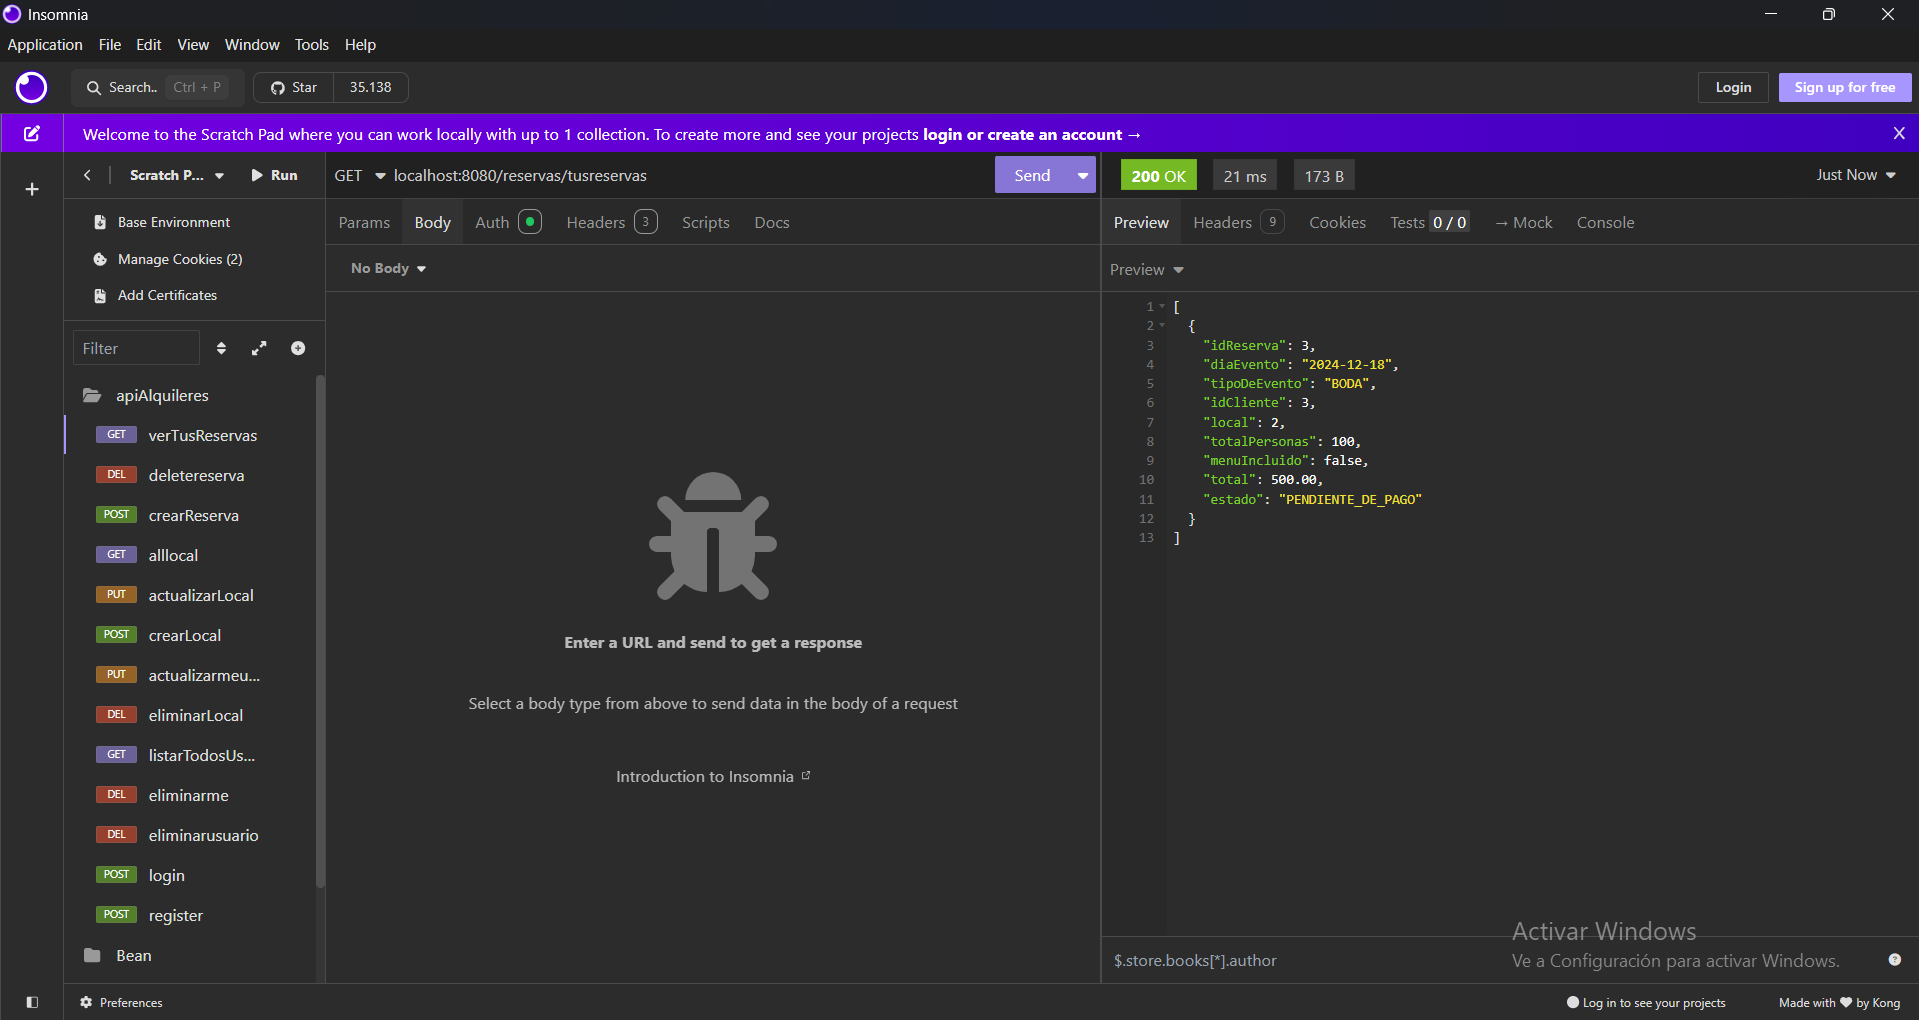 Insomnia
Application File Edit View Window Tools Help
Search.. Ctrl + P Star 35.138 Login Sign up for free
Welcome to the Scratch Pad where you can work locally with up to 1 collection. To create more and see your projects login or create an account → X
Scratch P... Run
Base Environment
Manage Cookies (2)
Add Certificates
Filter
apiAlquileres
GET verTusReservas
DEL deletereserva
POST crearReserva
GET alllocal
PUT actualizarLocal
POST crearLocal
PUT actualizarmeu...
DEL eliminarLocal
GET listarTodosUs...
DEL eliminarme
DEL eliminarusuario
POST login
POST register
Bean
GET localhost:8080/reservas/tusreservas Send
Params Body Auth Headers 3 Scripts Docs
No Body
Enter a URL and send to get a response
Select a body type from above to send data in the body of a request
Introduction to Insomnia
200 OK 21 ms 173 B Just Now
Preview Headers 9 Cookies Tests 0 / 0 → Mock Console
Preview
1 [
2 {
3 "idReserva": 3,
4 "diaEvento": "2024-12-18",
5 "tipoDeEvento": "BODA",
6 "idCliente": 3,
7 "local": 2,
8 "totalPersonas": 100,
9 "menuIncluido": false,
10 "total": 500.00,
11 "estado": "PENDIENTE_DE_PAGO"
12 }
13 ]
Activar Windows
Ve a Configuración para activar Windows.
$.store.books[*].author
Preferences Log in to see your projects Made with ♥ by Kong